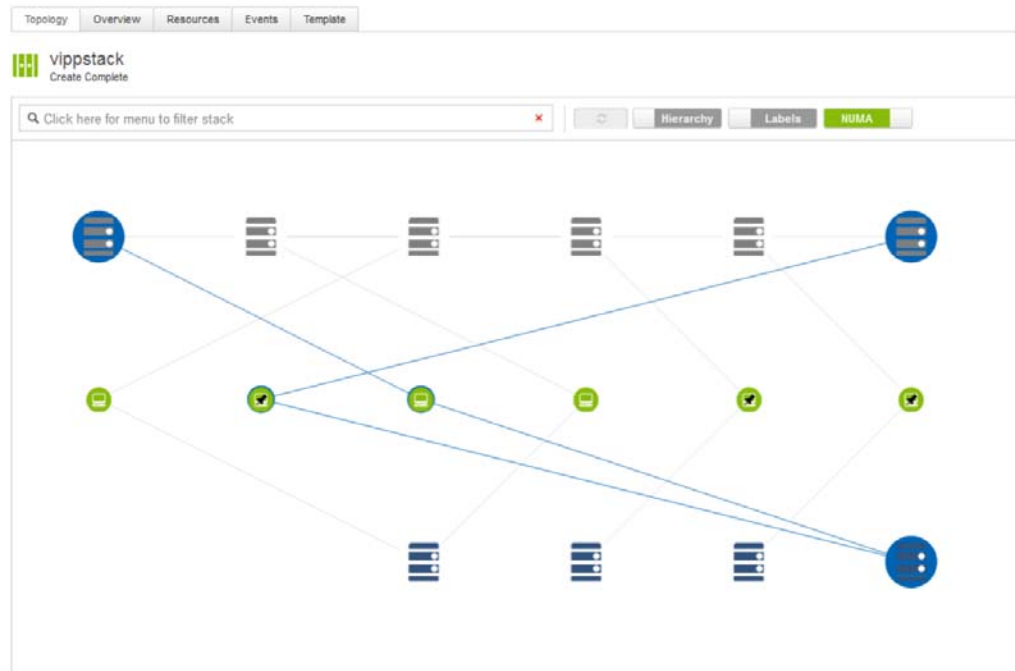 Topology Overview Resources Events Template
vippstack
Create Complete
Click here for menu to filter stack Hierarchy Labels NUMA